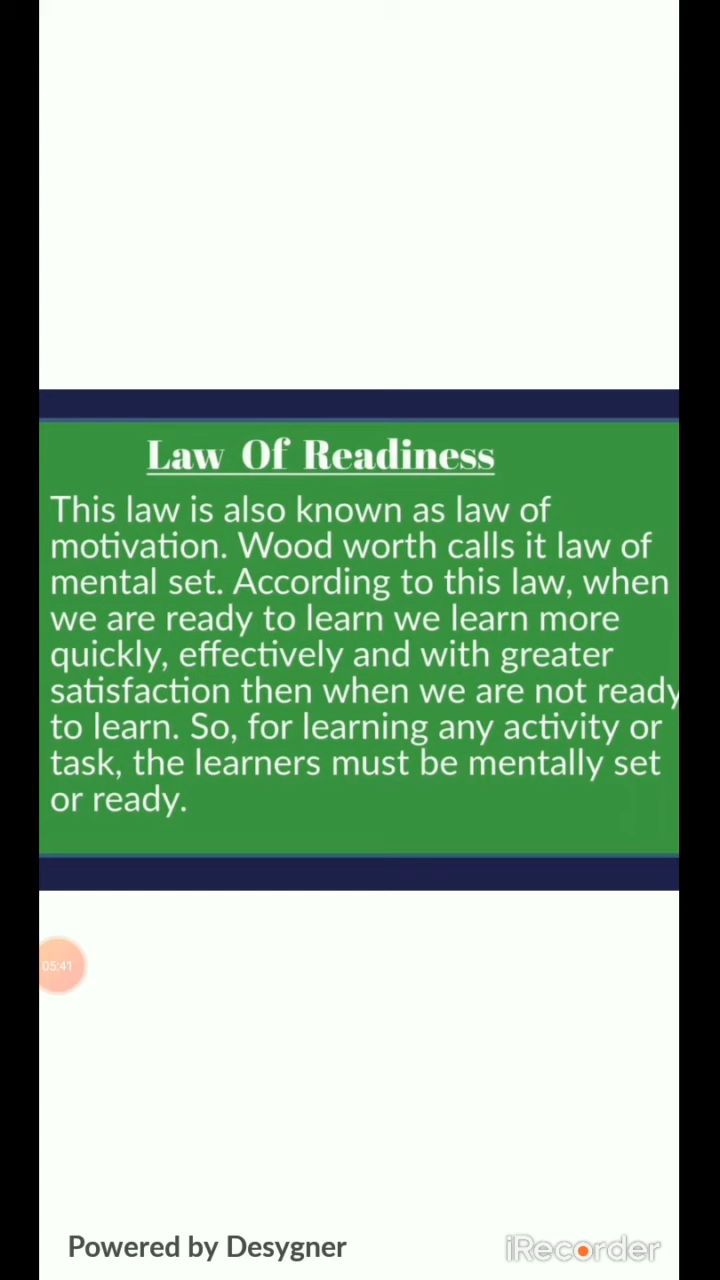 Law Of Readiness
This law is also known as law of
motivation. Wood worth calls it law of
mental set. According to this law, when
we are ready to learn we learn more
quickly, effectively and with greater
satisfaction then when we are not ready
to learn. So, for learning any activity or
task, the learners must be mentally set
or ready.
05:41
Powered by Desygner
iRecorder